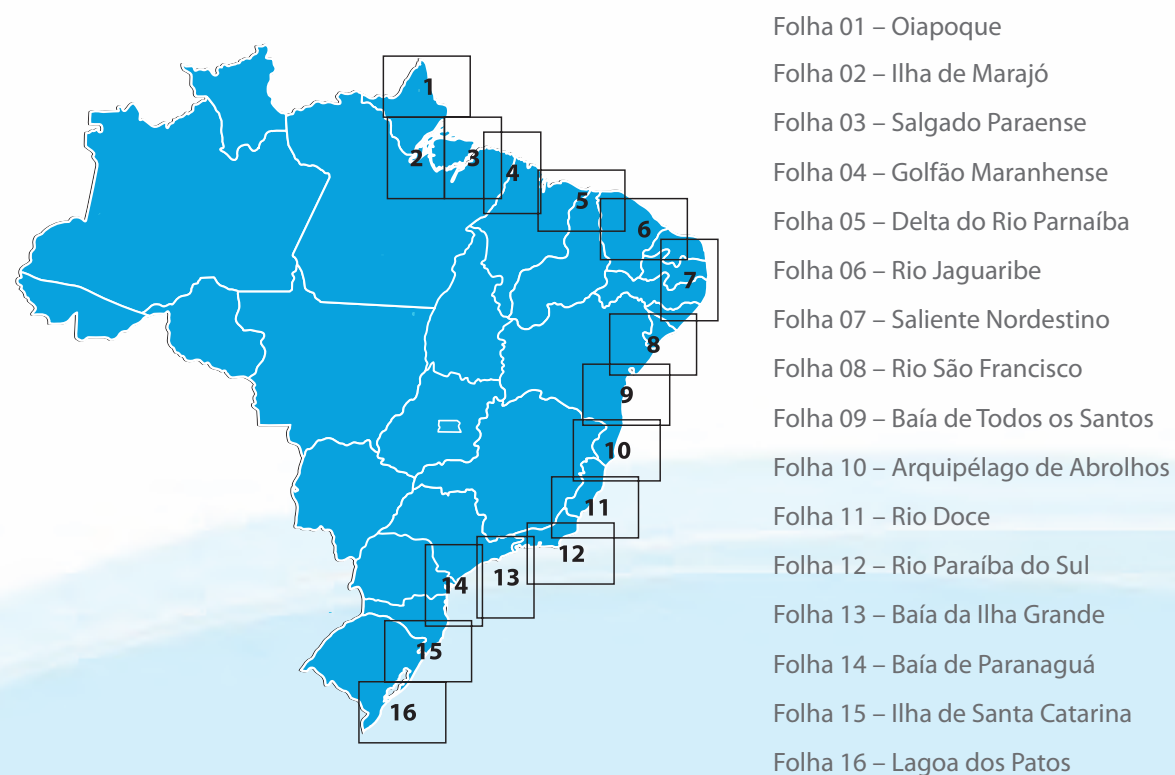 Folha 01 – Oiapoque
Folha 02 – Ilha de Marajó
Folha 03 – Salgado Paraense
Folha 04 – Golfão Maranhense
Folha 05 – Delta do Rio Parnaíba
Folha 06 – Rio Jaguaribe
Folha 07 – Saliente Nordestino
Folha 08 – Rio São Francisco
Folha 09 – Baía de Todos os Santos
Folha 10 – Arquipélago de Abrolhos
Folha 11 – Rio Doce
Folha 12 – Rio Paraíba do Sul
Folha 13 – Baía da Ilha Grande
Folha 14 – Baía de Paranaguá
Folha 15 – Ilha de Santa Catarina
Folha 16 – Lagoa dos Patos
1
2
3
4
5
6
7
8
9
10
11
12
13
14
15
16